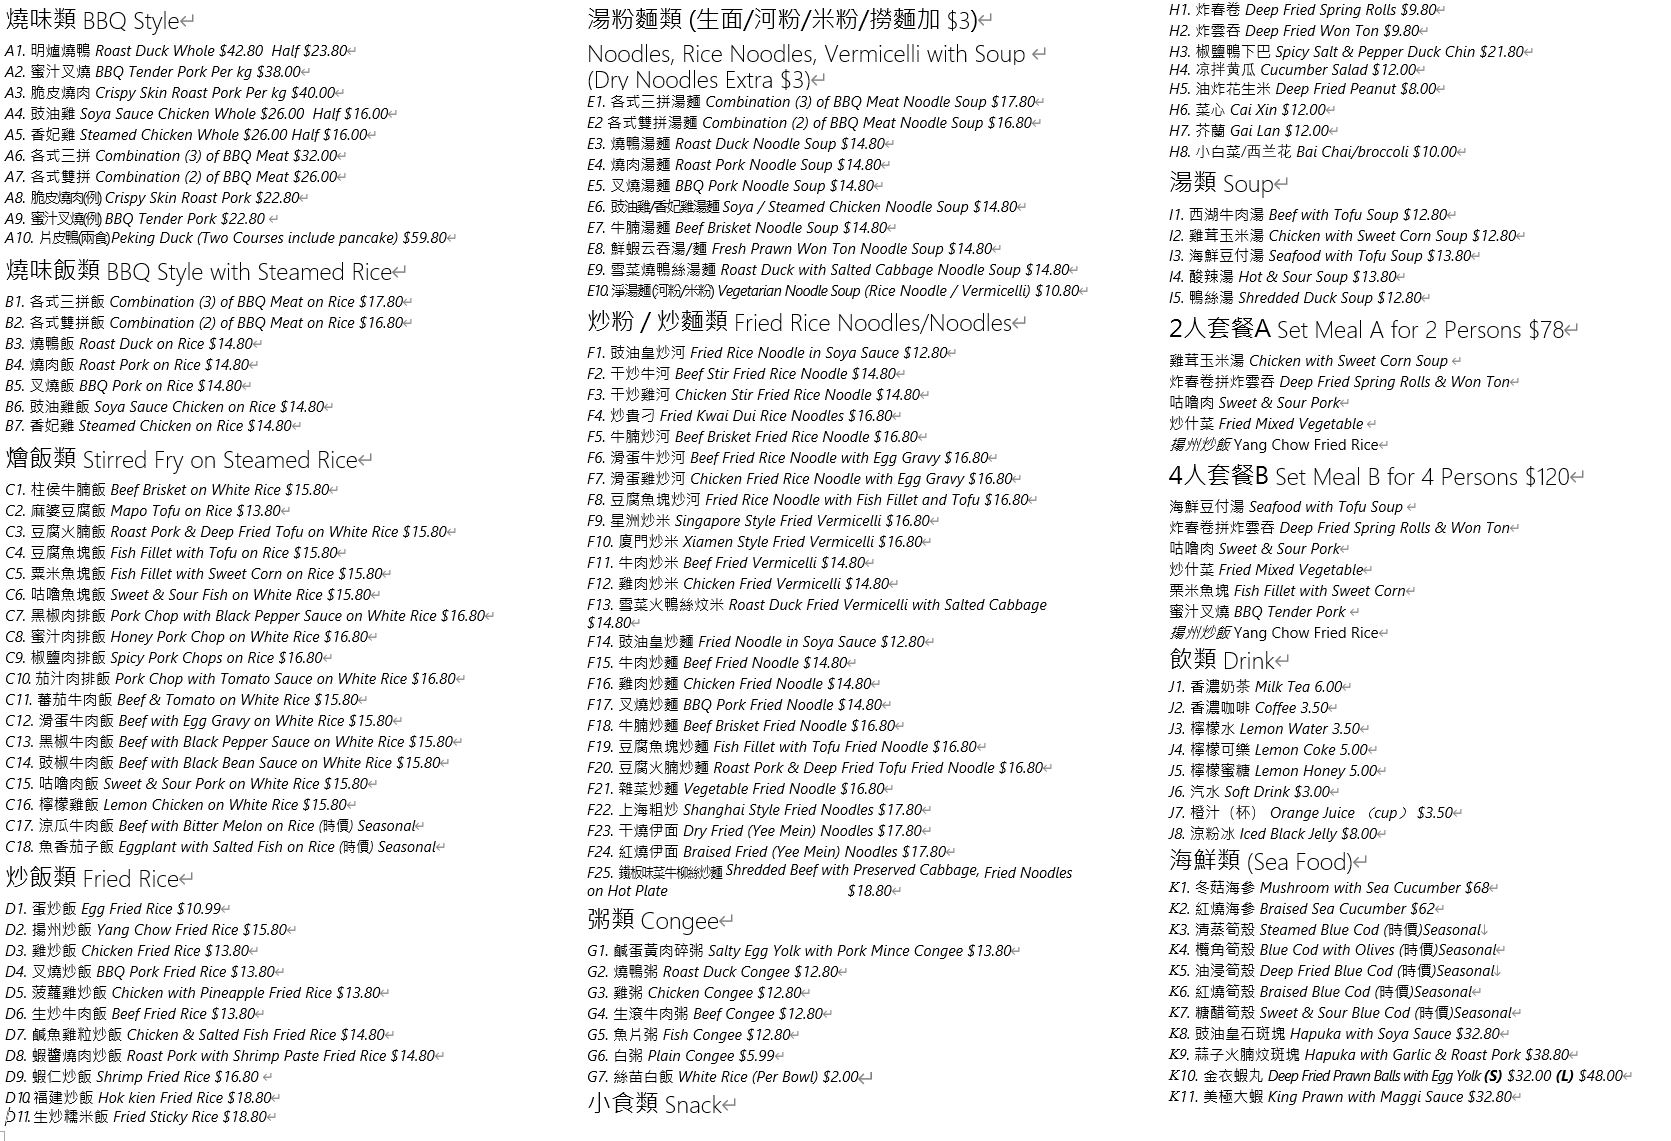 燒味類 BBQ Style
A1. 明爐燒鴨 Roast Duck Whole $42.80 Half $23.80
A2. 蜜汁叉燒 BBQ Tender Pork Per kg $38.00
A3. 脆皮燒肉 Crispy Skin Roast Pork Per kg $40.00
A4. 豉油雞 Soya Sauce Chicken Whole $26.00 Half $16.00
A5. 香妃雞 Steamed Chicken Whole $26.00 Half $16.00
A6. 各式三拼 Combination (3) of BBQ Meat $32.00
A7. 各式雙拼 Combination (2) of BBQ Meat $26.00
A8. 脆皮燒肉(例) Crispy Skin Roast Pork $22.80
A9. 蜜汁叉燒(例) BBQ Tender Pork $22.80
A10. 片皮鴨(兩食)Peking Duck (Two Courses include pancake) $59.80
燒味飯類 BBQ Style with Steamed Rice
B1. 各式三拼飯 Combination (3) of BBQ Meat on Rice $17.80
B2. 各式雙拼飯 Combination (2) of BBQ Meat on Rice $16.80
B3. 燒鴨飯 Roast Duck on Rice $14.80
B4. 燒肉飯 Roast Pork on Rice $14.80
B5. 叉燒飯 BBQ Pork on Rice $14.80
B6. 豉油雞飯 Soya Sauce Chicken on Rice $14.80
B7. 香妃雞 Steamed Chicken on Rice $14.80
燴飯類 Stirred Fry on Steamed Rice
C1. 柱侯牛腩飯 Beef Brisket on White Rice $15.80
C2. 麻婆豆腐飯 Mapo Tofu on Rice $13.80
C3. 豆腐火腩飯 Roast Pork & Deep Fried Tofu on White Rice $15.80
C4. 豆腐魚塊飯 Fish Fillet with Tofu on Rice $15.80
C5. 粟米魚塊飯 Fish Fillet with Sweet Corn on Rice $15.80
C6. 咕嚕魚塊飯 Sweet & Sour Fish on White Rice $15.80
C7. 黑椒肉排飯 Pork Chop with Black Pepper Sauce on White Rice $16.80
C8. 蜜汁肉排飯 Honey Pork Chop on White Rice $16.80
C9. 椒鹽肉排飯 Spicy Pork Chops on Rice $16.80
C10. 茄汁肉排飯 Pork Chop with Tomato Sauce on White Rice $16.80
C11. 蕃茄牛肉飯 Beef & Tomato on White Rice $15.80
C12. 滑蛋牛肉飯 Beef with Egg Gravy on White Rice $15.80
C13. 黑椒牛肉飯 Beef with Black Pepper Sauce on White Rice $15.80
C14. 豉椒牛肉飯 Beef with Black Bean Sauce on White Rice $15.80
C15. 咕嚕肉飯 Sweet & Sour Pork on White Rice $15.80
C16. 檸檬雞飯 Lemon Chicken on White Rice $15.80
C17. 涼瓜牛肉飯 Beef with Bitter Melon on Rice (時價) Seasonal
C18. 魚香茄子飯 Eggplant with Salted Fish on Rice (時價) Seasonal
炒飯類 Fried Rice
D1. 蛋炒飯 Egg Fried Rice $10.99
D2. 揚州炒飯 Yang Chow Fried Rice $15.80
D3. 雞炒飯 Chicken Fried Rice $13.80
D4. 叉燒炒飯 BBQ Pork Fried Rice $13.80
D5. 菠蘿雞炒飯 Chicken with Pineapple Fried Rice $13.80
D6. 生炒牛肉飯 Beef Fried Rice $13.80
D7. 鹹魚雞粒炒飯 Chicken & Salted Fish Fried Rice $14.80
D8. 蝦醬燒肉炒飯 Roast Pork with Shrimp Paste Fried Rice $14.80
D9. 蝦仁炒飯 Shrimp Fried Rice $16.80
D10.福建炒飯 Hok kien Fried Rice $18.80
D11.生炒糯米飯 Fried Sticky Rice $18.80
湯粉麵類 (生面/河粉/米粉/撈麵加 $3)
Noodles, Rice Noodles, Vermicelli with Soup
(Dry Noodles Extra $3)
E1. 各式三拼湯麵 Combination (3) of BBQ Meat Noodle Soup $17.80
E2 各式雙拼湯麵 Combination (2) of BBQ Meat Noodle Soup $16.80
E3. 燒鴨湯麵 Roast Duck Noodle Soup $14.80
E4. 燒肉湯麵 Roast Pork Noodle Soup $14.80
E5. 叉燒湯麵 BBQ Pork Noodle Soup $14.80
E6. 豉油雞/香妃雞湯麵 Soya / Steamed Chicken Noodle Soup $14.80
E7. 牛腩湯麵 Beef Brisket Noodle Soup $14.80
E8. 鮮蝦云吞湯/麵 Fresh Prawn Won Ton Noodle Soup $14.80
E9. 雪菜燒鴨絲湯麵 Roast Duck with Salted Cabbage Noodle Soup $14.80
E10.淨湯麵(河粉/米粉) Vegetarian Noodle Soup (Rice Noodle / Vermicelli) $10.80
炒粉 / 炒麵類 Fried Rice Noodles/Noodles
F1. 豉油皇炒河 Fried Rice Noodle in Soya Sauce $12.80
F2. 干炒牛河 Beef Stir Fried Rice Noodle $14.80
F3. 干炒雞河 Chicken Stir Fried Rice Noodle $14.80
F4. 炒貴刁 Fried Kwai Dui Rice Noodles $16.80
F5. 牛腩炒河 Beef Brisket Fried Rice Noodle $16.80
F6. 滑蛋牛炒河 Beef Fried Rice Noodle with Egg Gravy $16.80
F7. 滑蛋雞炒河 Chicken Fried Rice Noodle with Egg Gravy $16.80
F8. 豆腐魚塊炒河 Fried Rice Noodle with Fish Fillet and Tofu $16.80
F9. 星洲炒米 Singapore Style Fried Vermicelli $16.80
F10. 廈門炒米 Xiamen Style Fried Vermicelli $16.80
F11. 牛肉炒米 Beef Fried Vermicelli $14.80
F12. 雞肉炒米 Chicken Fried Vermicelli $14.80
F13. 雪菜火鴨絲炆米 Roast Duck Fried Vermicelli with Salted Cabbage
$14.80
F14. 豉油皇炒麵 Fried Noodle in Soya Sauce $12.80
F15. 牛肉炒麵 Beef Fried Noodle $14.80
F16. 雞肉炒麵 Chicken Fried Noodle $14.80
F17. 叉燒炒麵 BBQ Pork Fried Noodle $14.80
F18. 牛腩炒麵 Beef Brisket Fried Noodle $16.80
F19. 豆腐魚塊炒麵 Fish Fillet with Tofu Fried Noodle $16.80
F20. 豆腐火腩炒麵 Roast Pork & Deep Fried Tofu Fried Noodle $16.80
F21. 雜菜炒麵 Vegetable Fried Noodle $16.80
F22. 上海粗炒 Shanghai Style Fried Noodles $17.80
F23. 干燒伊面 Dry Fried (Yee Mein) Noodles $17.80
F24. 紅燒伊面 Braised Fried (Yee Mein) Noodles $17.80
F25. 鐵板味菜牛柳絲炒麵 Shredded Beef with Preserved Cabbage, Fried Noodles
on Hot Plate $18.80
粥類 Congee
G1. 鹹蛋黃肉碎粥 Salty Egg Yolk with Pork Mince Congee $13.80
G2. 燒鴨粥 Roast Duck Congee $12.80
G3. 雞粥 Chicken Congee $12.80
G4. 生滾牛肉粥 Beef Congee $12.80
G5. 魚片粥 Fish Congee $12.80
G6. 白粥 Plain Congee $5.99
G7. 絲苗白飯 White Rice (Per Bowl) $2.00
小食類 Snack
H1. 炸春卷 Deep Fried Spring Rolls $9.80
H2. 炸雲吞 Deep Fried Won Ton $9.80
H3. 椒鹽鴨下巴 Spicy Salt & Pepper Duck Chin $21.80
H4. 凉拌黄瓜 Cucumber Salad $12.00
H5. 油炸花生米 Deep Fried Peanut $8.00
H6. 菜心 Cai Xin $12.00
H7. 芥蘭 Gai Lan $12.00
H8. 小白菜/西兰花 Bai Chai/broccoli $10.00
湯類 Soup
I1. 西湖牛肉湯 Beef with Tofu Soup $12.80
I2. 雞茸玉米湯 Chicken with Sweet Corn Soup $12.80
I3. 海鮮豆付湯 Seafood with Tofu Soup $13.80
I4. 酸辣湯 Hot & Sour Soup $13.80
I5. 鴨絲湯 Shredded Duck Soup $12.80
2人套餐A Set Meal A for 2 Persons $78
雞茸玉米湯 Chicken with Sweet Corn Soup
炸春卷拼炸雲吞 Deep Fried Spring Rolls & Won Ton
咕嚕肉 Sweet & Sour Pork
炒什菜 Fried Mixed Vegetable
揚州炒飯 Yang Chow Fried Rice
4人套餐B Set Meal B for 4 Persons $120
海鮮豆付湯 Seafood with Tofu Soup
炸春卷拼炸雲吞 Deep Fried Spring Rolls & Won Ton
咕嚕肉 Sweet & Sour Pork
炒什菜 Fried Mixed Vegetable
栗米魚塊 Fish Fillet with Sweet Corn
蜜汁叉燒 BBQ Tender Pork
揚州炒飯 Yang Chow Fried Rice
飲類 Drink
J1. 香濃奶茶 Milk Tea 6.00
J2. 香濃咖啡 Coffee 3.50
J3. 檸檬水 Lemon Water 3.50
J4. 檸檬可樂 Lemon Coke 5.00
J5. 檸檬蜜糖 Lemon Honey 5.00
J6. 汽水 Soft Drink $3.00
J7. 橙汁（杯） Orange Juice （cup） $3.50
J8. 涼粉冰 Iced Black Jelly $8.00
海鮮類 (Sea Food)
K1. 冬菇海參 Mushroom with Sea Cucumber $68
K2. 紅燒海參 Braised Sea Cucumber $62
K3. 清蒸筍殼 Steamed Blue Cod (時價)Seasonal
K4. 欖角筍殼 Blue Cod with Olives (時價)Seasonal
K5. 油浸筍殼 Deep Fried Blue Cod (時價)Seasonal
K6. 紅燒筍殼 Braised Blue Cod (時價)Seasonal
K7. 糖醋筍殼 Sweet & Sour Blue Cod (時價)Seasonal
K8. 豉油皇石斑塊 Hapuka with Soya Sauce $32.80
K9. 蒜子火腩炆斑塊 Hapuka with Garlic & Roast Pork $38.80
K10. 金衣蝦丸 Deep Fried Prawn Balls with Egg Yolk (S) $32.00 (L) $48.00
K11. 美極大蝦 King Prawn with Maggi Sauce $32.80